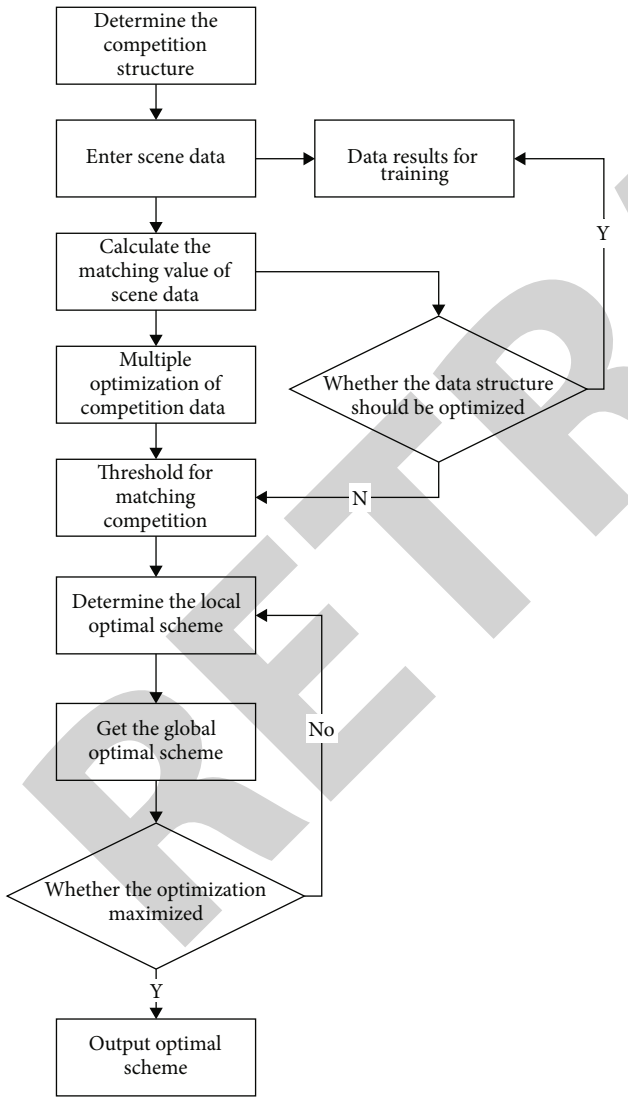 Determine the
competition
structure
Enter scene data
Data results for
training
Y
Calculate the
matching value of
scene data
Multiple
optimization of
competition data
Whether the data structure
should be optimized
Threshold for
matching
competition
N
Determine the local
optimal scheme
No
Get the global
optimal scheme
Whether the optimization
maximized
Y
Output optimal
scheme
RETR